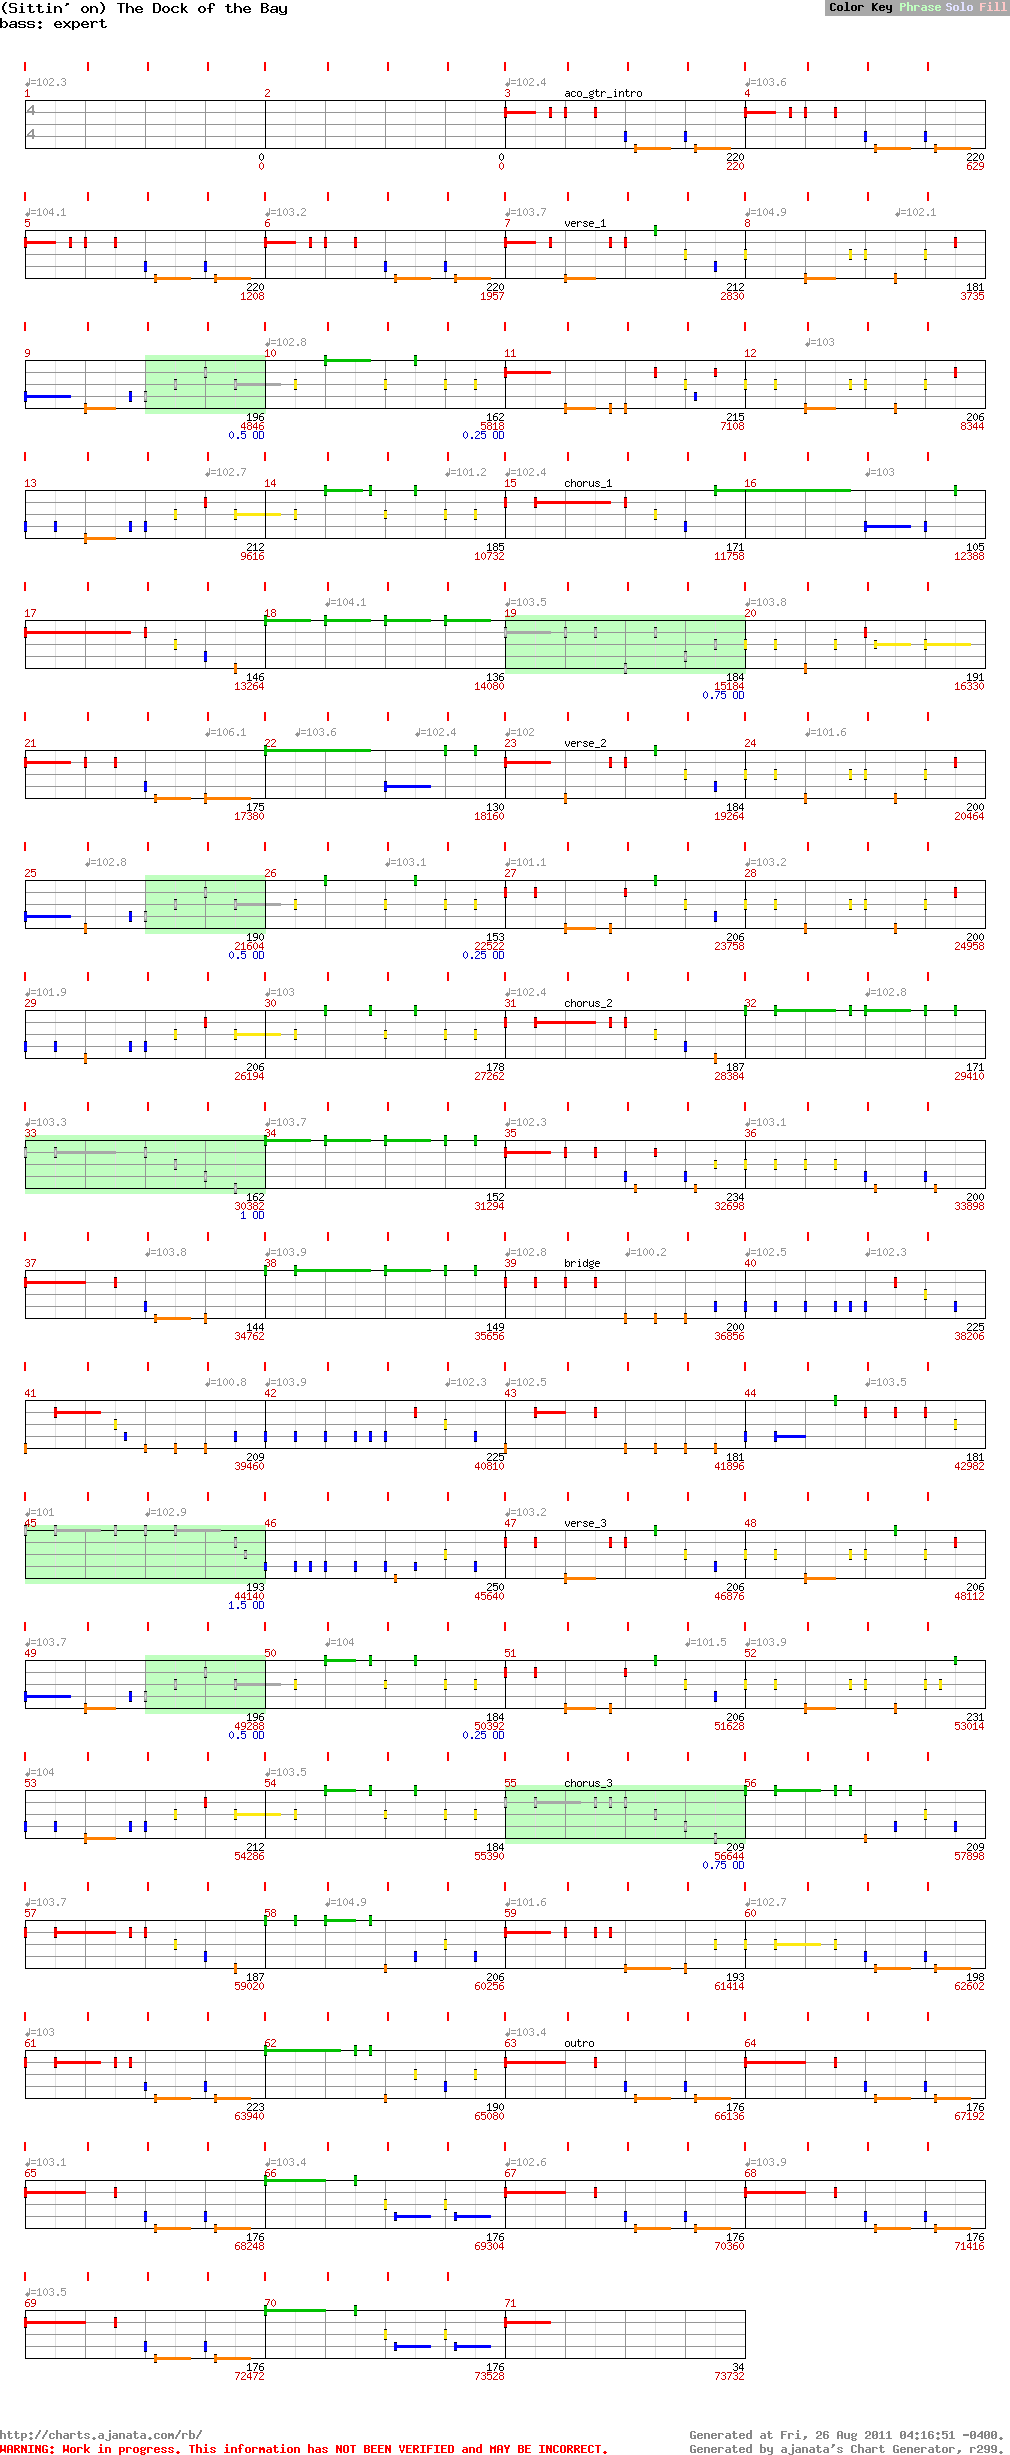 (Sittin' on) The Dock of the Bay
Color Key Phrase Solo Fill
bass: expert
♩=102.3 ♩=102.4 ♩=103.6
1 2 3 aco_gtr_intro 4
4
4
0 0 220 220
0 0 220 629
♩=104.1 ♩=103.2 ♩=103.7 ♩=104.9 ♩=102.1
5 6 7 verse_1 8
220 220 212 181
1208 1957 2830 3735
♩=102.8 ♩=103
9 10 11 12
196 162 215 206
4846 5818 7108 8344
0.5 OD 0.25 OD
♩=102.7 ♩=101.2 ♩=102.4 ♩=103
13 14 15 chorus_1 16
212 185 171 105
9616 10732 11758 12388
♩=104.1 ♩=103.5 ♩=103.8
17 18 19 20
146 136 184 191
13264 14080 15184 16330
0.75 OD
♩=106.1 ♩=103.6 ♩=102.4 ♩=102 ♩=101.6
21 22 23 verse_2 24
175 130 184 200
17380 18160 19264 20464
♩=102.8 ♩=103.1 ♩=101.1 ♩=103.2
25 26 27 28
190 153 206 200
21604 22522 23758 24958
0.5 OD 0.25 OD
♩=101.9 ♩=103 ♩=102.4 ♩=102.8
29 30 31 chorus_2 32
206 178 187 171
26194 27262 28384 29410
♩=103.3 ♩=103.7 ♩=102.3 ♩=103.1
33 34 35 36
162 152 234 200
30382 31294 32698 33898
1 OD
♩=103.8 ♩=103.9 ♩=102.8 ♩=100.2 ♩=102.5 ♩=102.3
37 38 39 bridge 40
144 149 200 225
34762 35656 36856 38206
♩=100.8 ♩=103.9 ♩=102.3 ♩=102.5 ♩=103.5
41 42 43 44
209 225 181 181
39460 40810 41896 42982
♩=101 ♩=102.9 ♩=103.2
45 46 47 verse_3 48
193 250 206 206
44140 45640 46876 48112
1.5 OD
♩=103.7 ♩=104 ♩=101.5 ♩=103.9
49 50 51 52
196 184 206 231
49288 50392 51628 53014
0.5 OD 0.25 OD
♩=104 ♩=103.5
53 54 55 chorus_3 56
212 184 209 209
54286 55390 56644 57898
0.75 OD
♩=103.7 ♩=104.9 ♩=101.6 ♩=102.7
57 58 59 60
187 206 193 198
59020 60256 61414 62602
♩=103 ♩=103.4
61 62 63 outro 64
223 190 176 176
63940 65080 66136 67192
♩=103.1 ♩=103.4 ♩=102.6 ♩=103.9
65 66 67 68
176 176 176 176
68248 69304 70360 71416
♩=103.5
69 70 71
176 176 34
72472 73528 73732
http://charts.ajanata.com/rb/
Generated at Fri, 26 Aug 2011 04:16:51 -0400.
WARNING: Work in progress. This information has NOT BEEN VERIFIED and MAY BE INCORRECT.
Generated by ajanata's Chart Generator, r299.